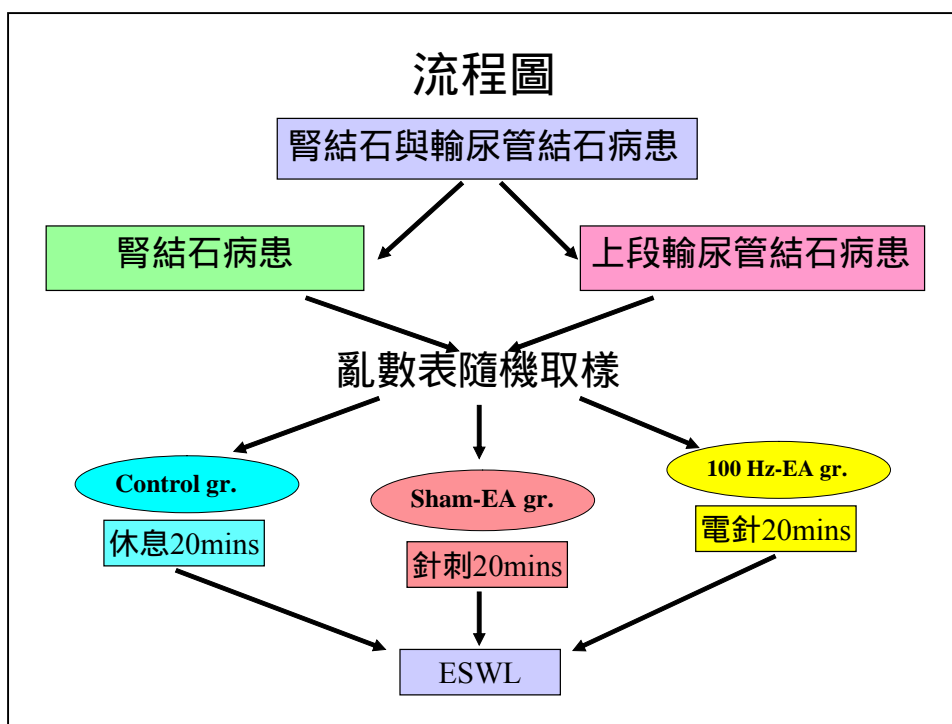 流程圖
腎結石與輸尿管結石病患
腎結石病患
上段輸尿管結石病患
亂數表隨機取樣
Control gr.
Sham-EA gr.
100 Hz-EA gr.
休息20mins
針刺20mins
電針20mins
ESWL